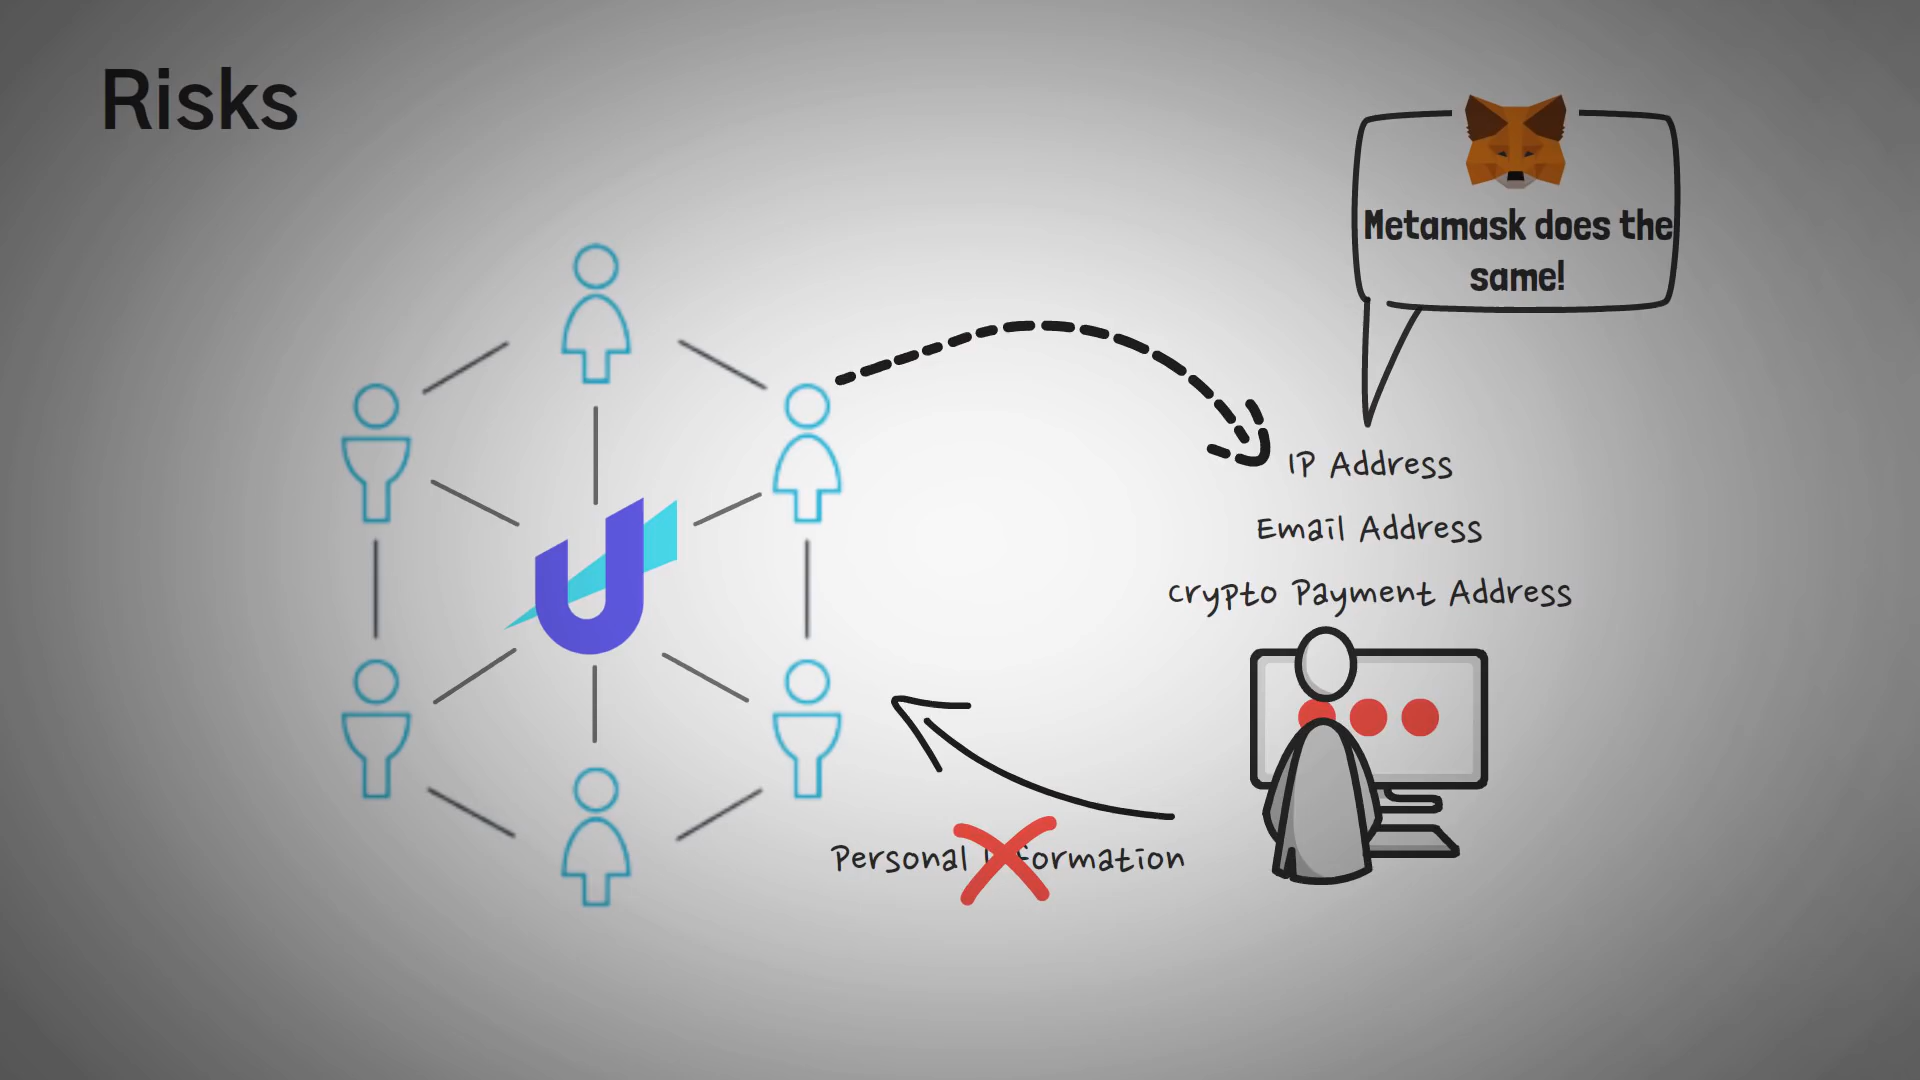 Risks
Metamask does the
same!
IP Address
Email Address
Crypto Payment Address
Personal Information